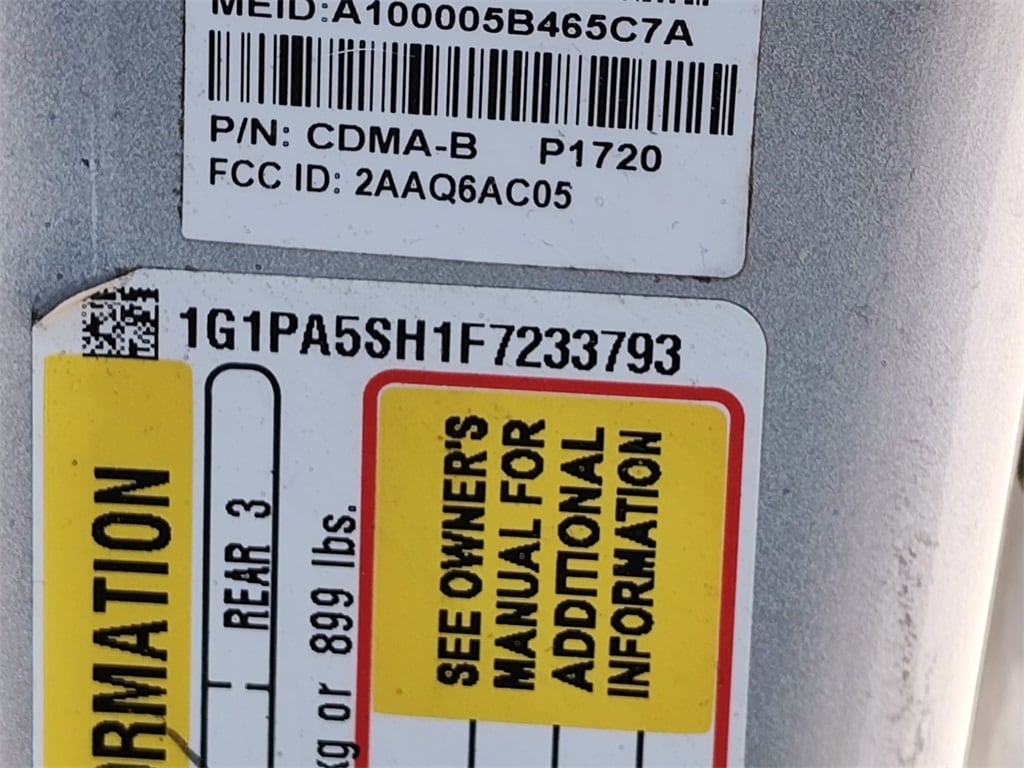 MEID:A100005B465C7A
P/N: CDMA-B P1720
FCC ID: 2AAQ6AC05
1G1PA5SH1F7233793
REAR 3
kg or 899 lbs.
SEE OWNER'S
MANUAL FOR
ADDITIONAL
INFORMATION